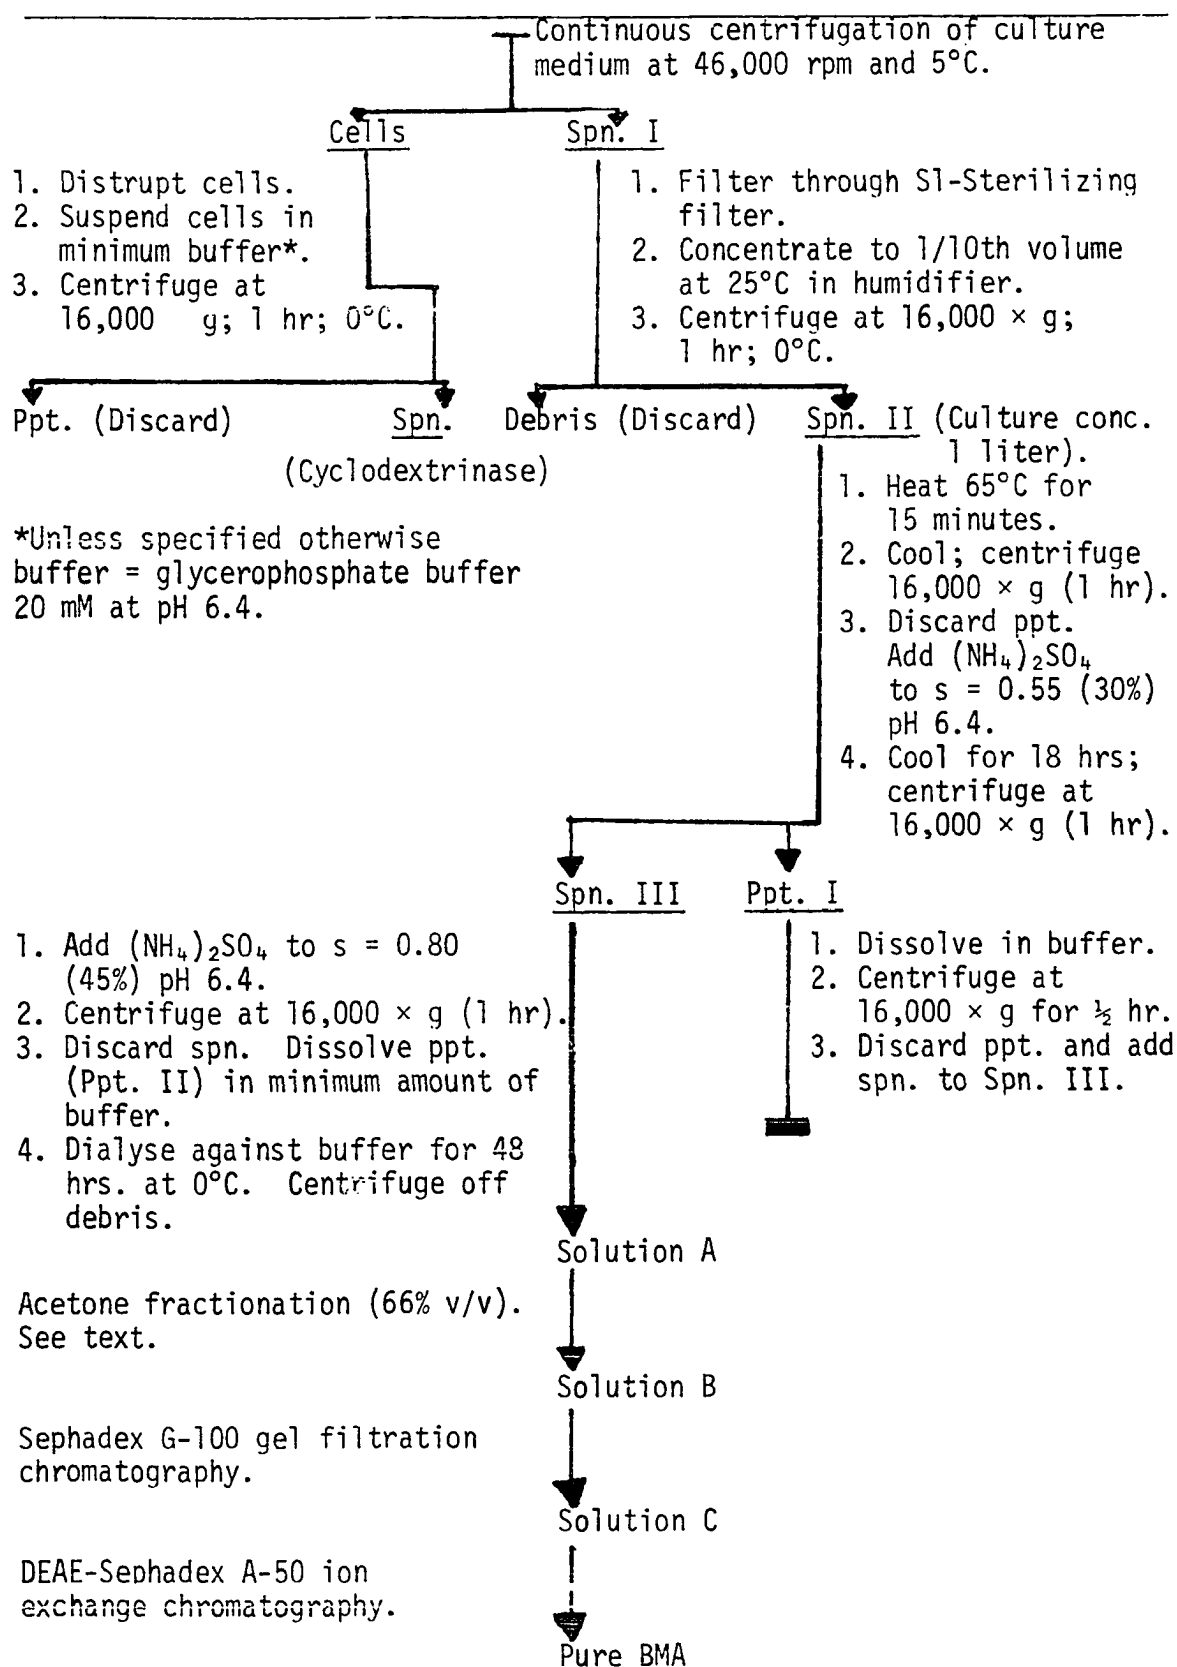 Continuous centrifugation of culture
medium at 46,000 rpm and 5°C.
Cells
Spn. I
1. Distrupt cells.
2. Suspend cells in
minimum buffer*.
3. Centrifuge at
16,000 g; 1 hr; 0°C.
1. Filter through S1-Sterilizing
filter.
2. Concentrate to 1/10th volume
at 25°C in humidifier.
3. Centrifuge at 16,000 × g;
1 hr; 0°C.
Ppt. (Discard)
Spn.
(Cyclodextrinase)
Debris (Discard)
Spn. II (Culture conc.
1 liter).
*Unless specified otherwise
buffer = glycerophosphate buffer
20 mM at pH 6.4.
1. Heat 65°C for
15 minutes.
2. Cool; centrifuge
16,000 × g (1 hr).
3. Discard ppt.
Add (NH₄)₂SO₄
to s = 0.55 (30%)
pH 6.4.
4. Cool for 18 hrs;
centrifuge at
16,000 × g (1 hr).
Spn. III
Ppt. I
1. Add (NH₄)₂SO₄ to s = 0.80
(45%) pH 6.4.
2. Centrifuge at 16,000 × g (1 hr).
3. Discard spn. Dissolve ppt.
(Ppt. II) in minimum amount of
buffer.
4. Dialyse against buffer for 48
hrs. at 0°C. Centrifuge off
debris.
1. Dissolve in buffer.
2. Centrifuge at
16,000 × g for ½ hr.
3. Discard ppt. and add
spn. to Spn. III.
Solution A
Acetone fractionation (66% v/v).
See text.
Solution B
Sephadex G-100 gel filtration
chromatography.
Solution C
DEAE-Sephadex A-50 ion
exchange chromatography.
Pure BMA